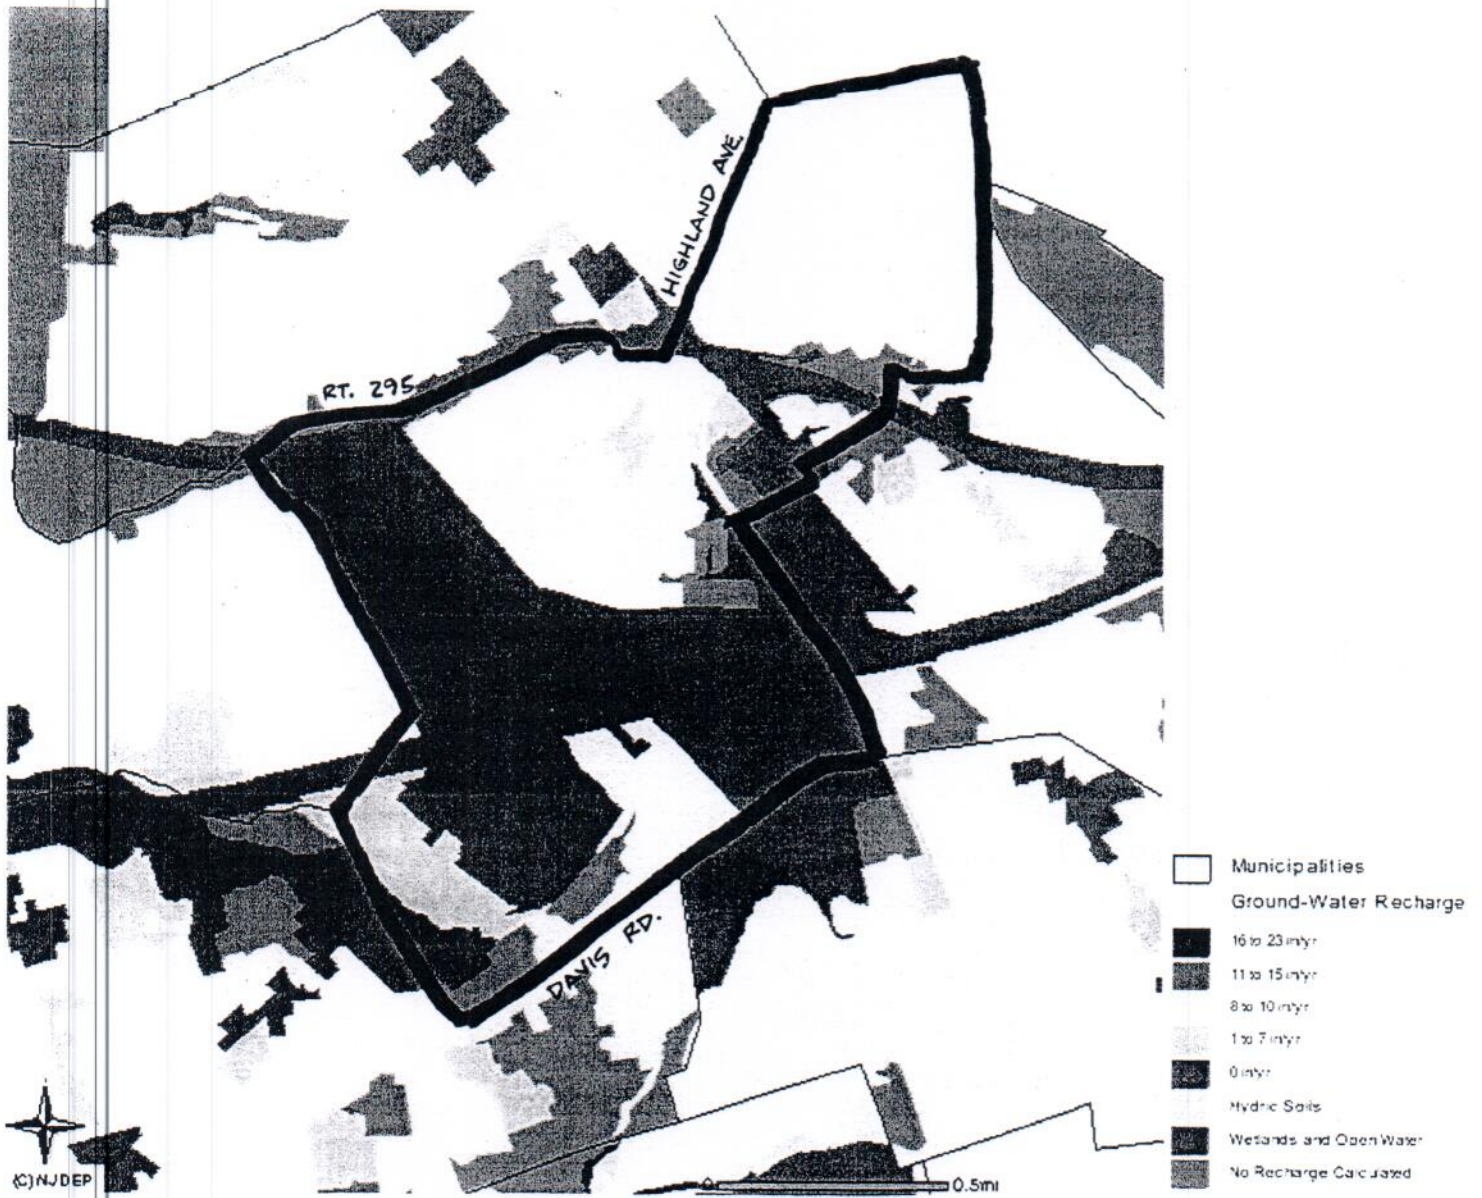 HIGHLAND AVE.
RT. 295
DAVIS RD.
Municipalities
Ground-Water Recharge
16 to 23 in/yr
11 to 15 in/yr
8 to 10 in/yr
1 to 7 in/yr
0 in/yr
Hydric Soils
Wetlands and Open Water
No Recharge Calculated
(C)NJDEP
0 0.5mi